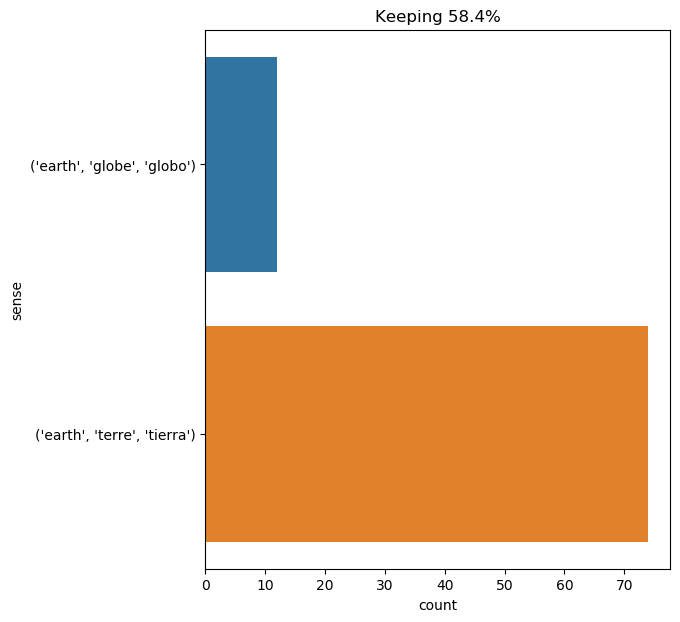 Keeping 58.4%
('earth', 'globe', 'globo')
sense
('earth', 'terre', 'tierra')
0 10 20 30 40 50 60 70
count